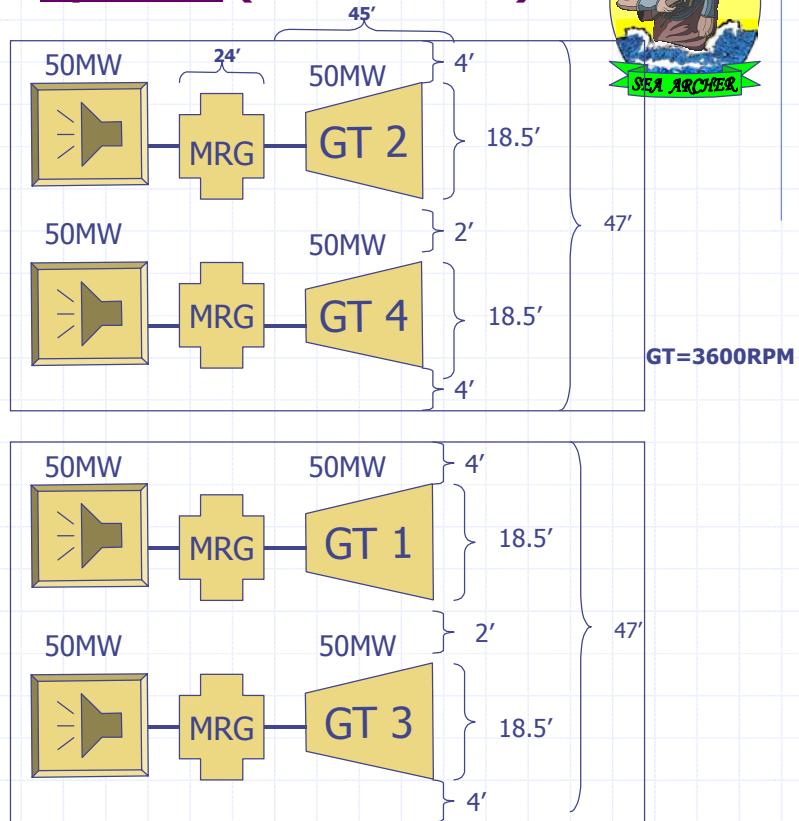 45′
50MW 24′ 50MW 4′
SEA ARCHER
MRG GT 2 18.5′
50MW 50MW 2′ 47′
MRG GT 4 18.5′
GT=3600RPM
4′
50MW 50MW 4′
MRG GT 1 18.5′
50MW 50MW 2′ 47′
MRG GT 3 18.5′
4′